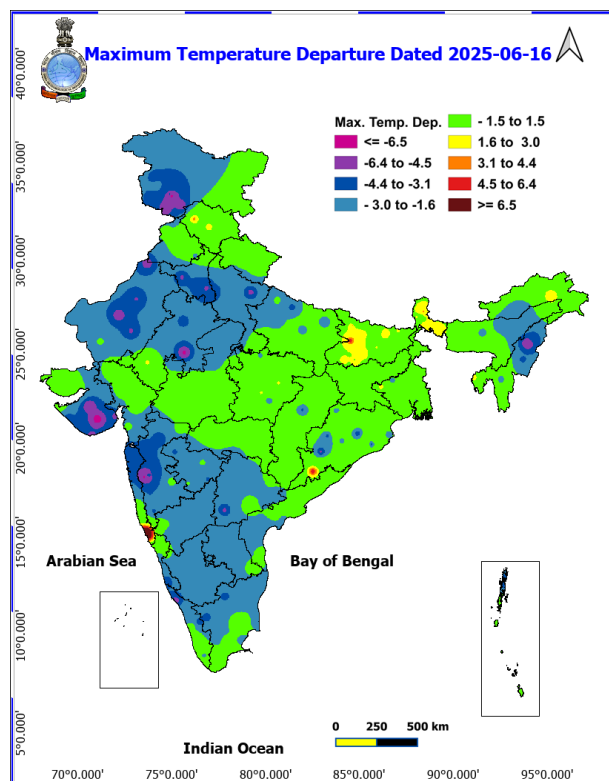 Maximum Temperature Departure Dated 2025-06-16
Max. Temp. Dep.
<= -6.5
-6.4 to -4.5
-4.4 to -3.1
- 3.0 to -1.6
- 1.5 to 1.5
1.6 to 3.0
3.1 to 4.4
4.5 to 6.4
>= 6.5
40°0.000'
35°0.000'
30°0.000'
25°0.000'
20°0.000'
15°0.000'
10°0.000'
5°0.000'
Arabian Sea
Bay of Bengal
Indian Ocean
0 250 500 km
70°0.000' 75°0.000' 80°0.000' 85°0.000' 90°0.000' 95°0.000'